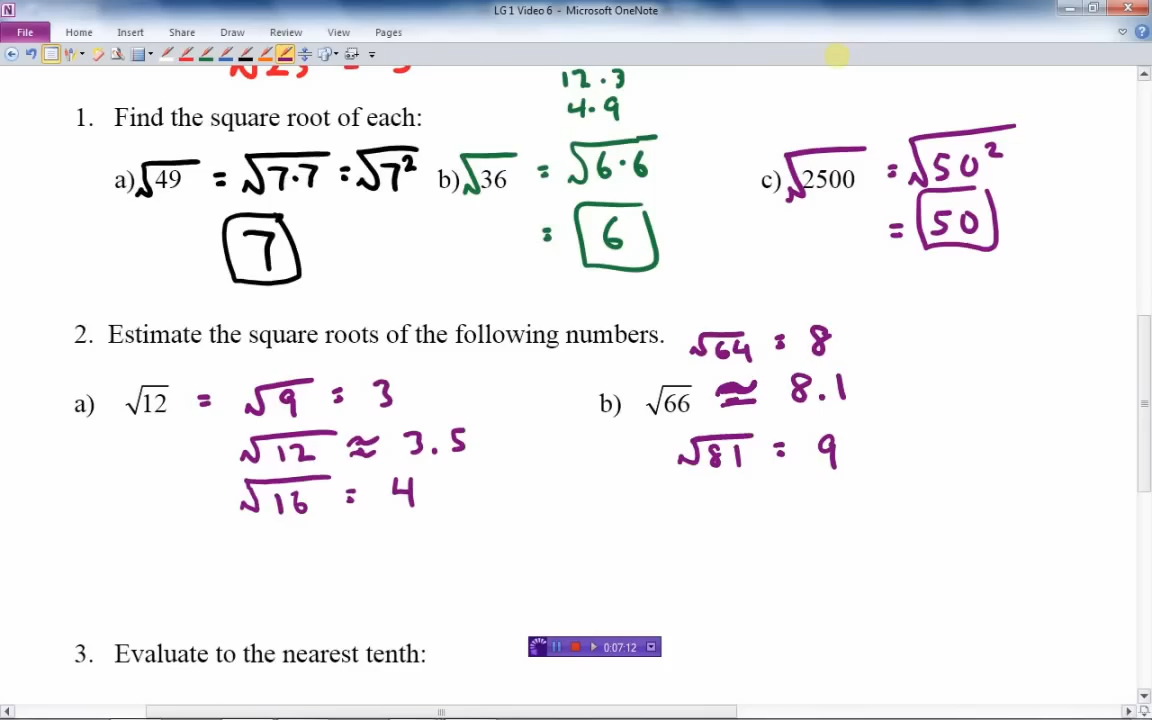 LG 1 Video 6 - Microsoft OneNote
File Home Insert Share Draw Review View Pages
12 · 3
4 · 9
1. Find the square root of each:
a) √49 = √7·7 = √7²
7
b) √36 = √6·6
= 6
c) √2500 = √50²
= 50
2. Estimate the square roots of the following numbers.
a) √12 = √9 = 3
√12 ≈ 3.5
√16 = 4
√64 = 8
b) √66 ≅ 8.1
√81 = 9
3. Evaluate to the nearest tenth:
0:07:12